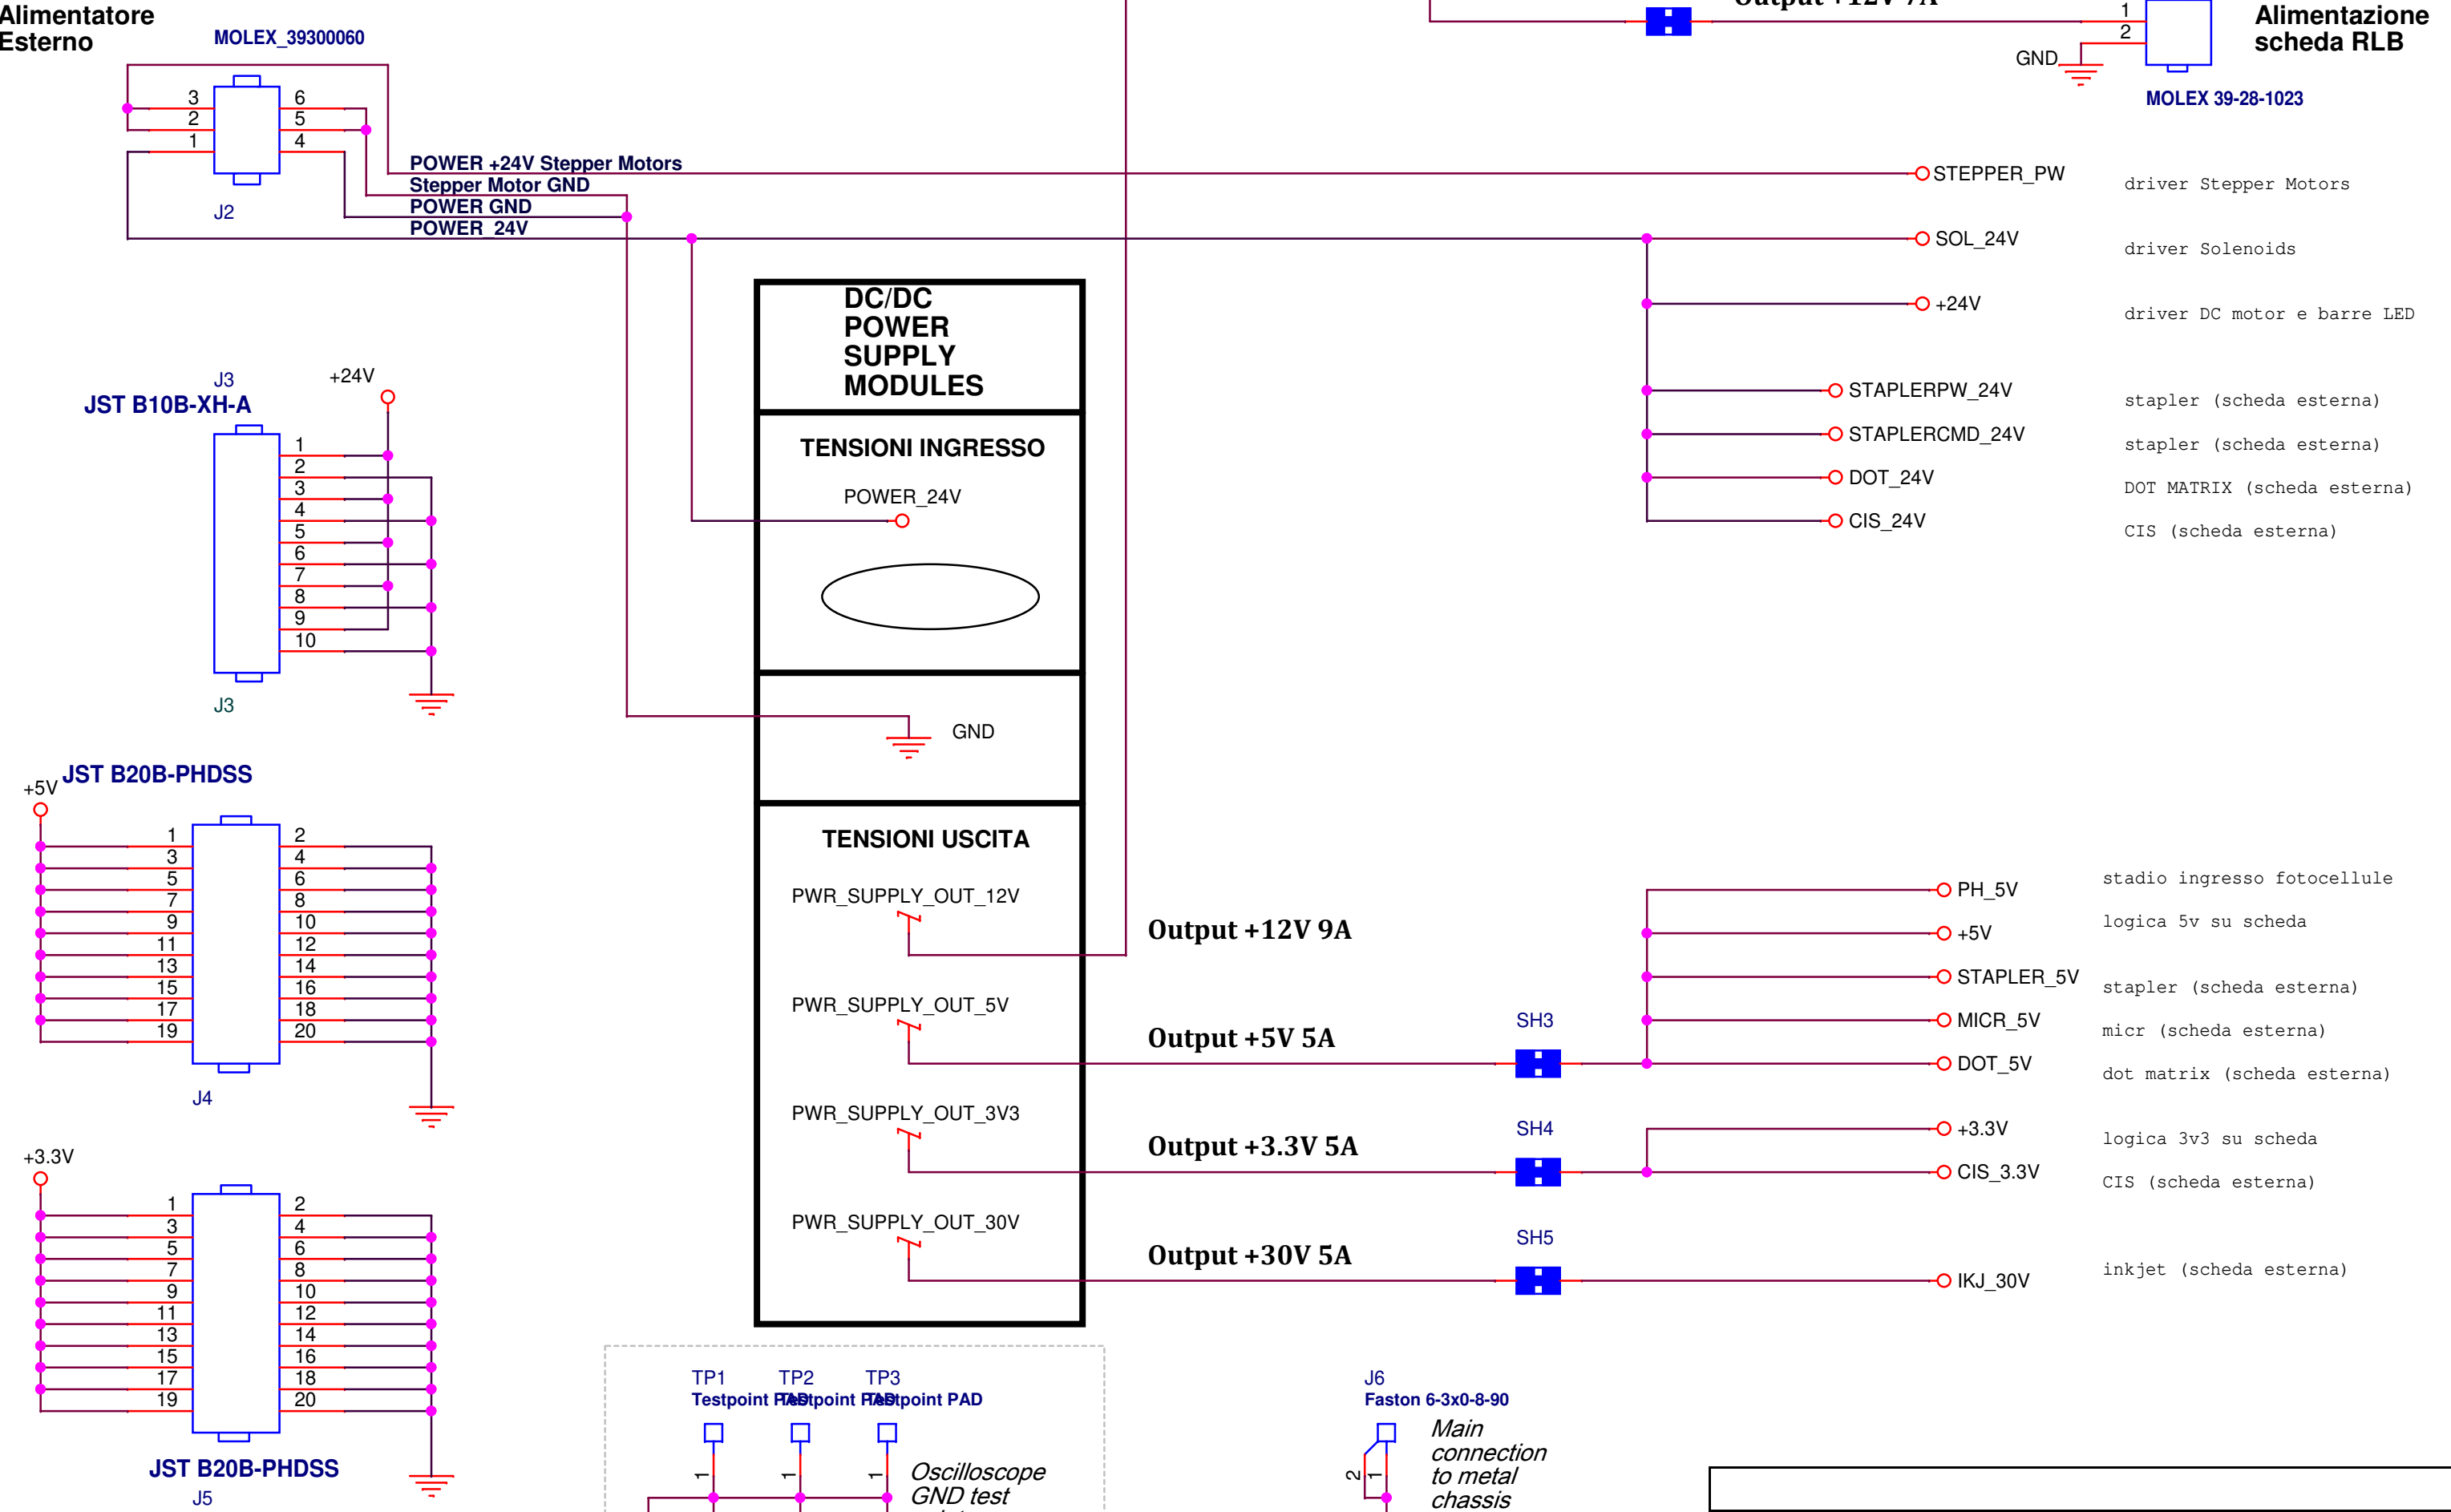 Alimentatore
Esterno
MOLEX_39300060
3
2
1
6
5
4
J2
POWER +24V Stepper Motors
Stepper Motor GND
POWER GND
POWER_24V
Output +12V 7A
1
2
GND
Alimentazione
scheda RLB
MOLEX 39-28-1023
STEPPER_PW
driver Stepper Motors
SOL_24V
driver Solenoids
+24V
driver DC motor e barre LED
STAPLERPW_24V
stapler (scheda esterna)
STAPLERCMD_24V
stapler (scheda esterna)
DOT_24V
DOT MATRIX (scheda esterna)
CIS_24V
CIS (scheda esterna)
J3
+24V
JST B10B-XH-A
1
2
3
4
5
6
7
8
9
10
J3
DC/DC
POWER
SUPPLY
MODULES
TENSIONI INGRESSO
POWER_24V
GND
TENSIONI USCITA
PWR_SUPPLY_OUT_12V
Output +12V 9A
PWR_SUPPLY_OUT_5V
Output +5V 5A
SH3
PWR_SUPPLY_OUT_3V3
Output +3.3V 5A
SH4
PWR_SUPPLY_OUT_30V
Output +30V 5A
SH5
PH_5V
stadio ingresso fotocellule
+5V
logica 5v su scheda
STAPLER_5V
stapler (scheda esterna)
MICR_5V
micr (scheda esterna)
DOT_5V
dot matrix (scheda esterna)
+3.3V
logica 3v3 su scheda
CIS_3.3V
CIS (scheda esterna)
IKJ_30V
inkjet (scheda esterna)
JST B20B-PHDSS
+5V
1 2
3 4
5 6
7 8
9 10
11 12
13 14
15 16
17 18
19 20
J4
+3.3V
1 2
3 4
5 6
7 8
9 10
11 12
13 14
15 16
17 18
19 20
JST B20B-PHDSS
J5
TP1 TP2 TP3
Testpoint PAD Testpoint PAD Testpoint PAD
1 1 1
Oscilloscope
GND test
J6
Faston 6-3x0-8-90
2 1
Main
connection
to metal
chassis